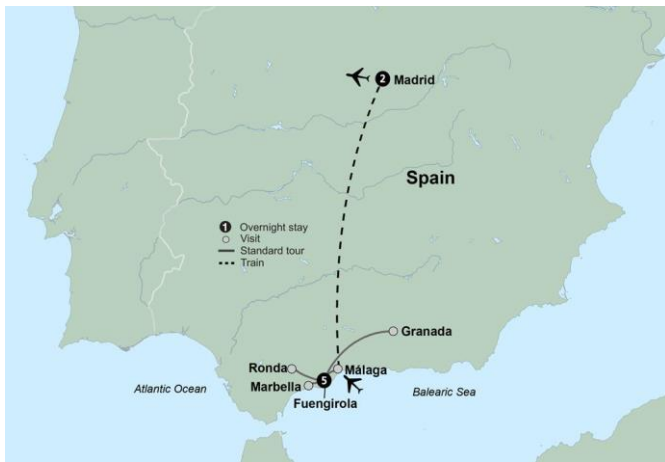 2 Madrid
Spain
1 Overnight stay
Visit
Standard tour
Train
Granada
Ronda
Málaga
Marbella
5
Fuengirola
Atlantic Ocean
Balearic Sea